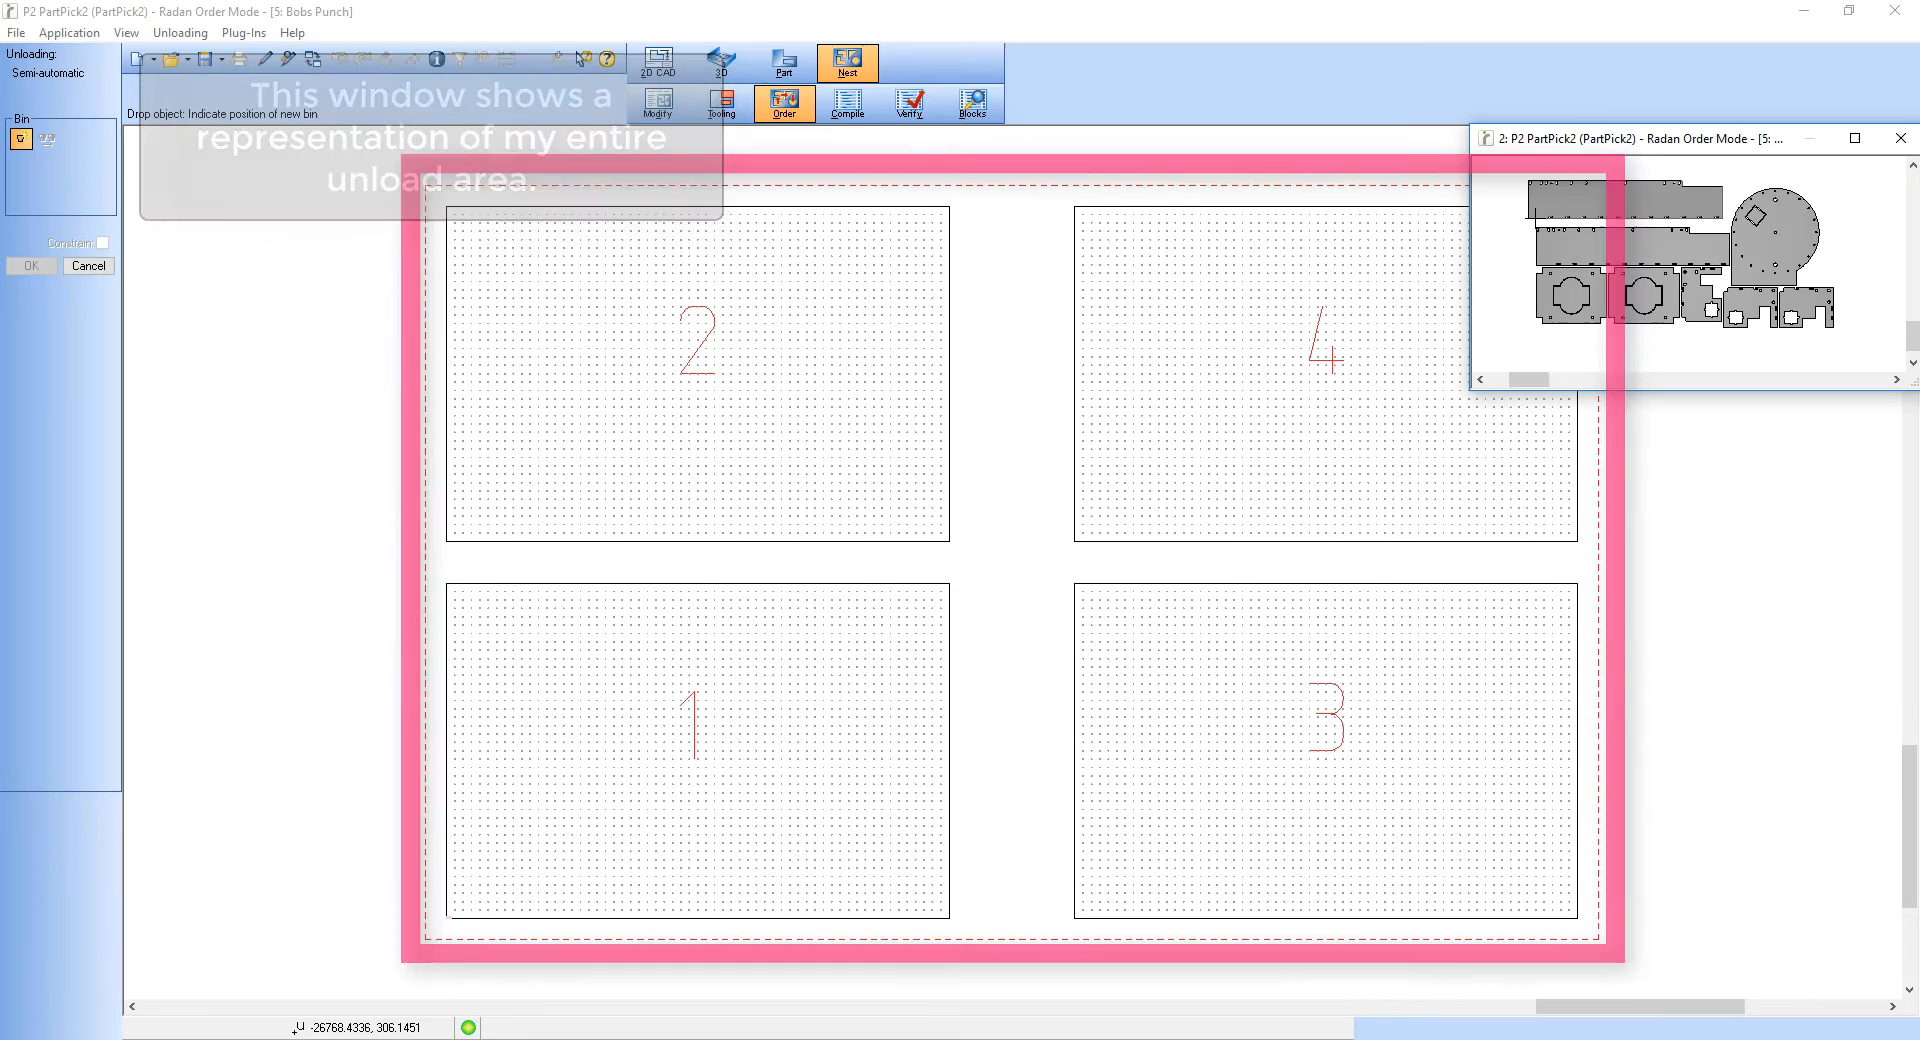 P2 PartPick2 (PartPick2) - Radan Order Mode - [5: Bobs Punch]
File Application View Unloading Plug-Ins Help
Unloading:
Semi-automatic
2D CAD 3D Part Nest
This window shows a
representation of my entire
unload area.
Drop object: Indicate position of new bin
Modify Tooling Order Compile Verify Blocks
Bin
Constrain:
OK Cancel
2: P2 PartPick2 (PartPick2) - Radan Order Mode - [5: ...
2
4
1
3
-26768.4336, 306.1451